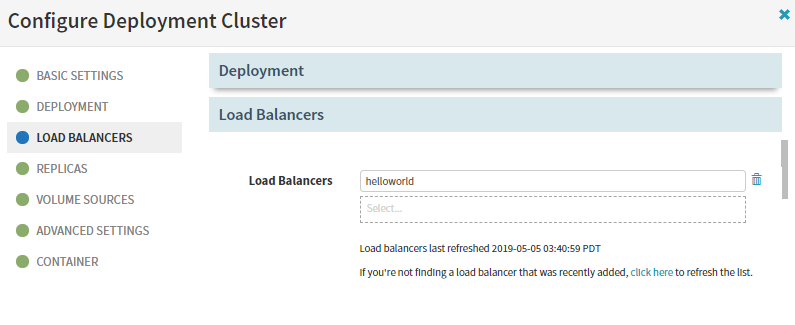 Configure Deployment Cluster
BASIC SETTINGS
DEPLOYMENT
LOAD BALANCERS
REPLICAS
VOLUME SOURCES
ADVANCED SETTINGS
CONTAINER
Deployment
Load Balancers
Load Balancers
helloworld
Select...
Load balancers last refreshed 2019-05-05 03:40:59 PDT
If you're not finding a load balancer that was recently added, click here to refresh the list.